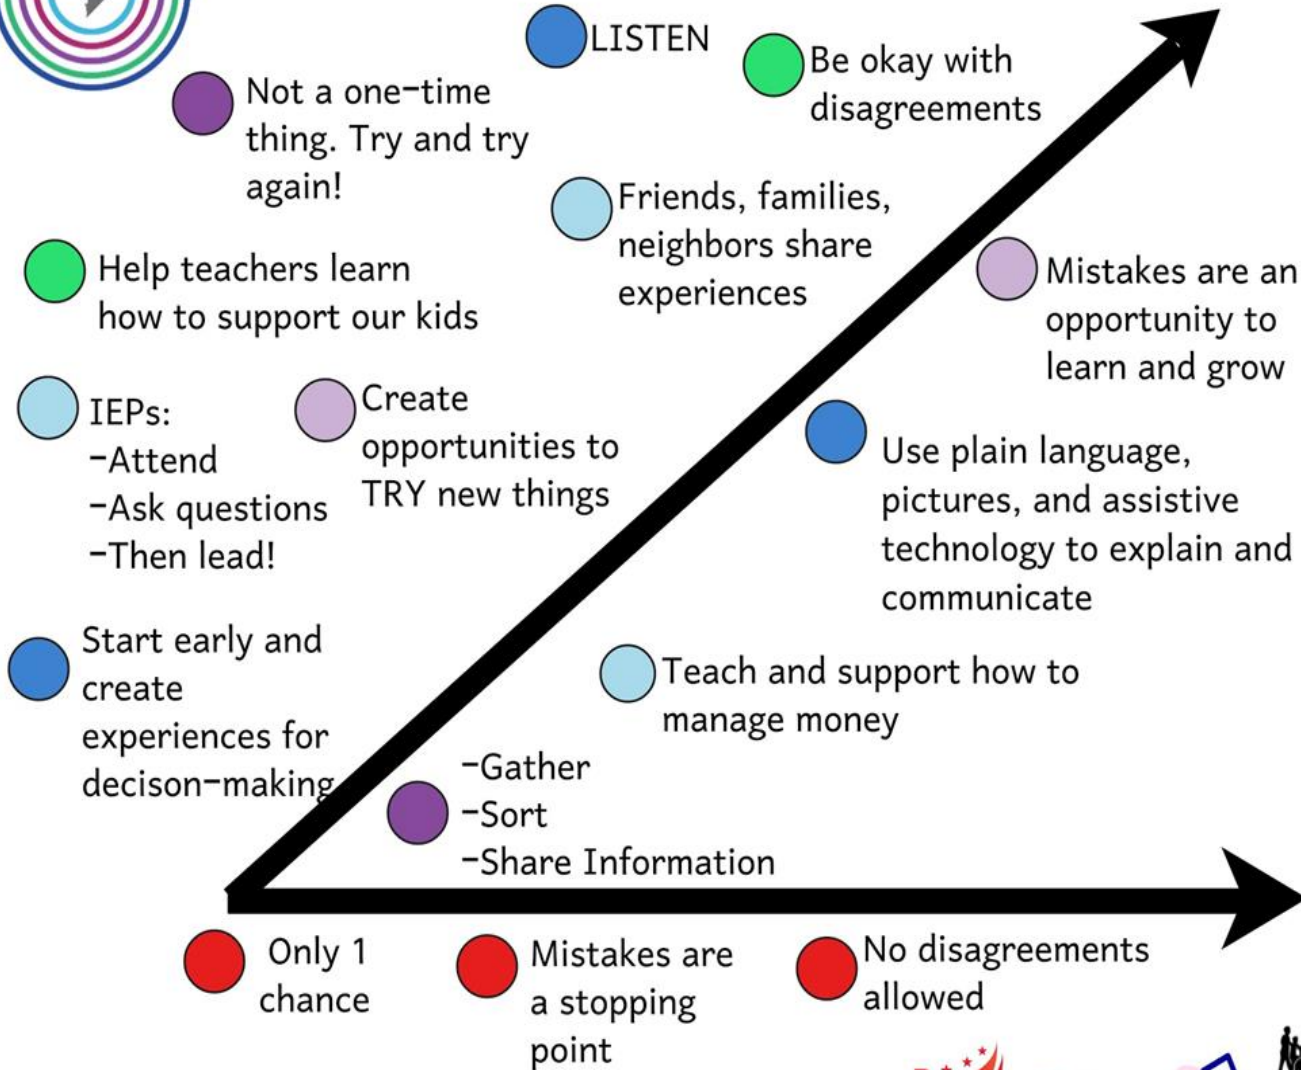 LISTEN
Be okay with
disagreements
Not a one-time
thing. Try and try
again!
Friends, families,
neighbors share
experiences
Help teachers learn
how to support our kids
Mistakes are an
opportunity to
learn and grow
IEPs:
-Attend
-Ask questions
-Then lead!
Create
opportunities to
TRY new things
Use plain language,
pictures, and assistive
technology to explain and
communicate
Start early and
create
experiences for
decison-making
Teach and support how to
manage money
-Gather
-Sort
-Share Information
Only 1
chance
Mistakes are
a stopping
point
No disagreements
allowed